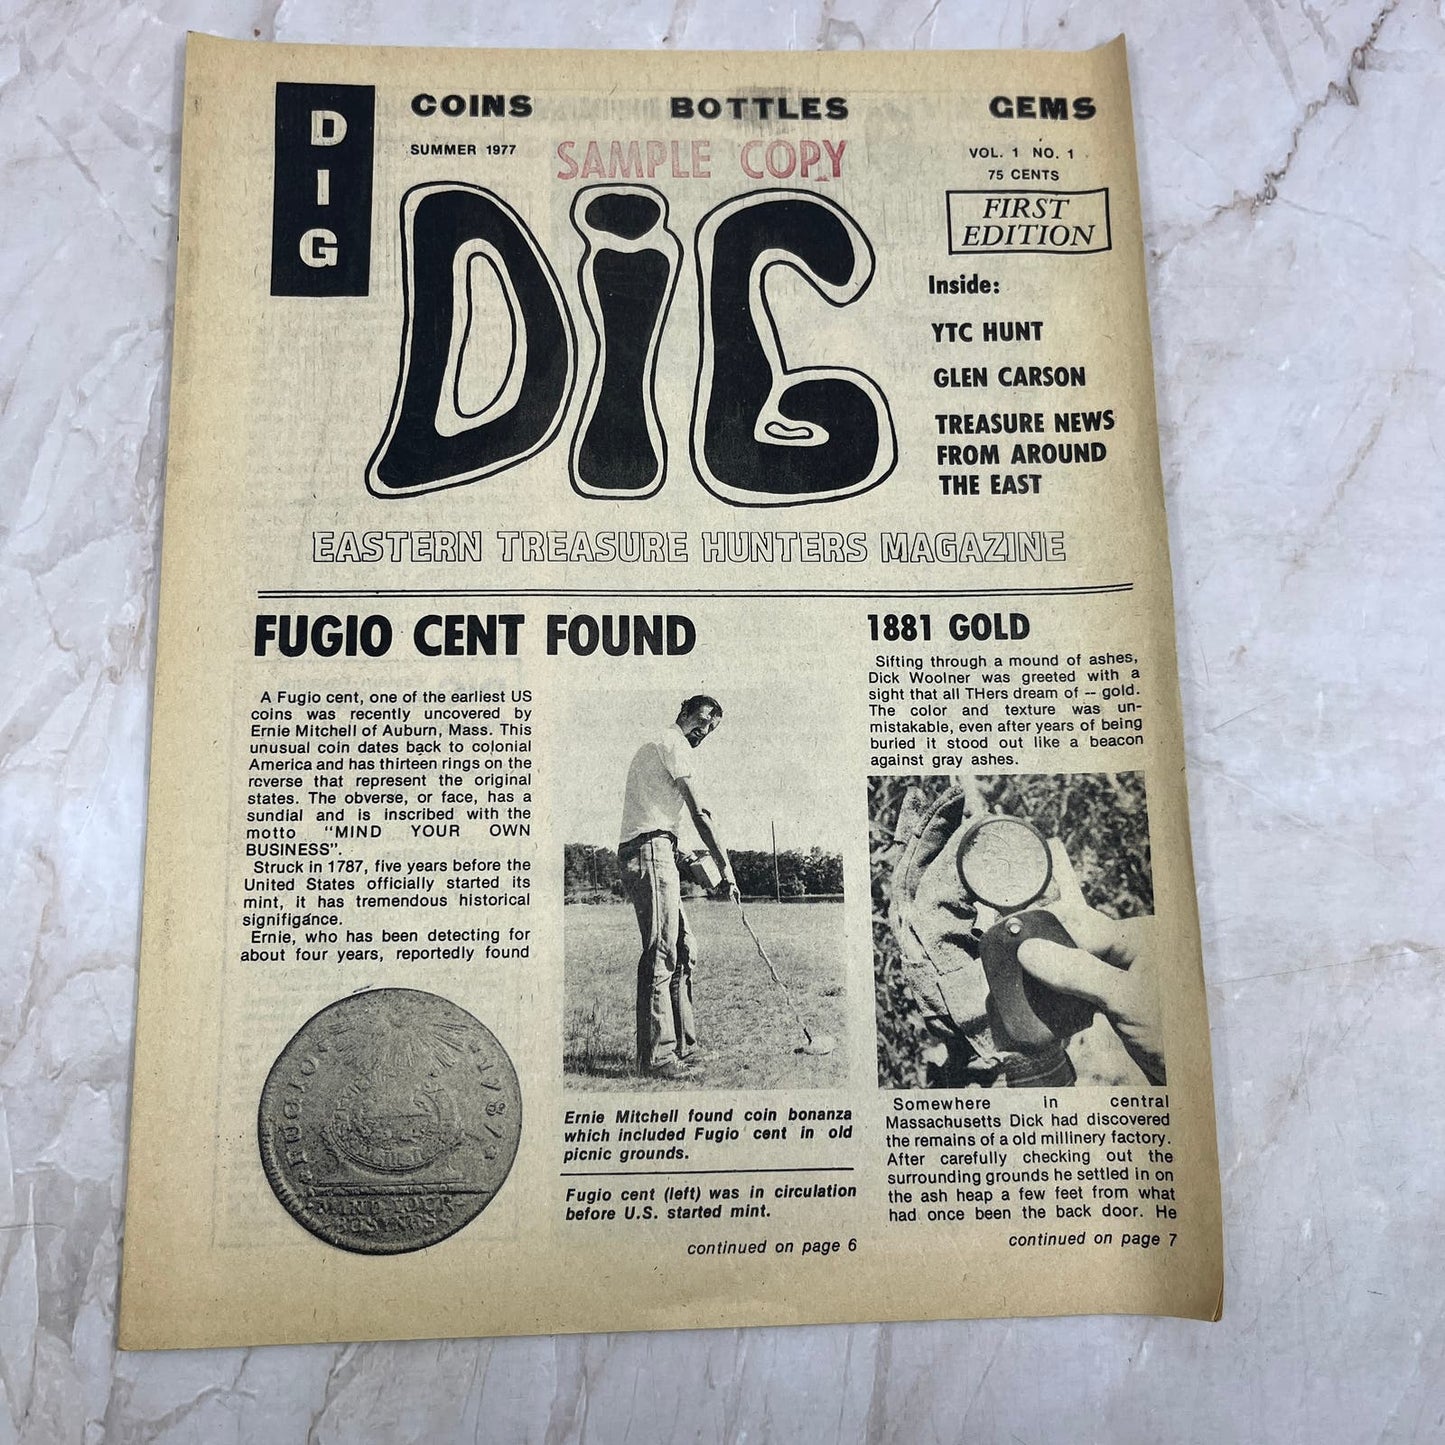 D
I
G
COINS BOTTLES GEMS
SUMMER 1977
SAMPLE COPY
VOL. 1 NO. 1
75 CENTS
DiG
FIRST
EDITION
Inside:
YTC HUNT
GLEN CARSON
TREASURE NEWS
FROM AROUND
THE EAST
EASTERN TREASURE HUNTERS MAGAZINE
FUGIO CENT FOUND
A Fugio cent, one of the earliest US
coins was recently uncovered by
Ernie Mitchell of Auburn, Mass. This
unusual coin dates back to colonial
America and has thirteen rings on the
reverse that represent the original
states. The obverse, or face, has a
sundial and is inscribed with the
motto "MIND YOUR OWN
BUSINESS".
Struck in 1787, five years before the
United States officially started its
mint, it has tremendous historical
signifigance.
Ernie, who has been detecting for
about four years, reportedly found
FUGIO 1787
MIND YOUR
BUSINESS
Ernie Mitchell found coin bonanza
which included Fugio cent in old
picnic grounds.
Fugio cent (left) was in circulation
before U.S. started mint.
continued on page 6
1881 GOLD
Sifting through a mound of ashes,
Dick Woolner was greeted with a
sight that all THers dream of -- gold.
The color and texture was un-
mistakable, even after years of being
buried it stood out like a beacon
against gray ashes.
Somewhere in central
Massachusetts Dick had discovered
the remains of a old millinery factory.
After carefully checking out the
surrounding grounds he settled in on
the ash heap a few feet from what
had once been the back door. He
continued on page 7